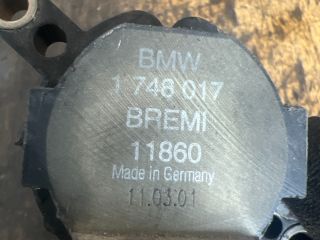 BMW
1 748 017
BREMI
11860
Made in Germany
11.03.01